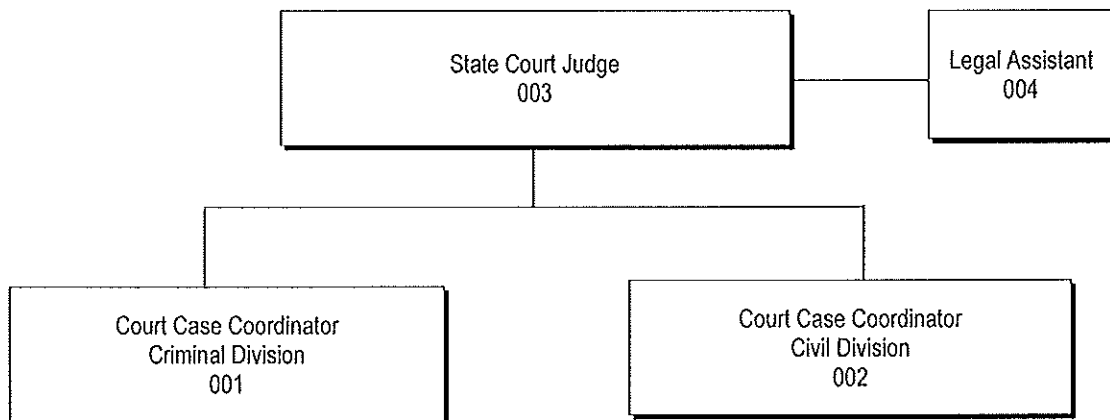 State Court Judge
003
Legal Assistant
004
Court Case Coordinator
Criminal Division
001
Court Case Coordinator
Civil Division
002